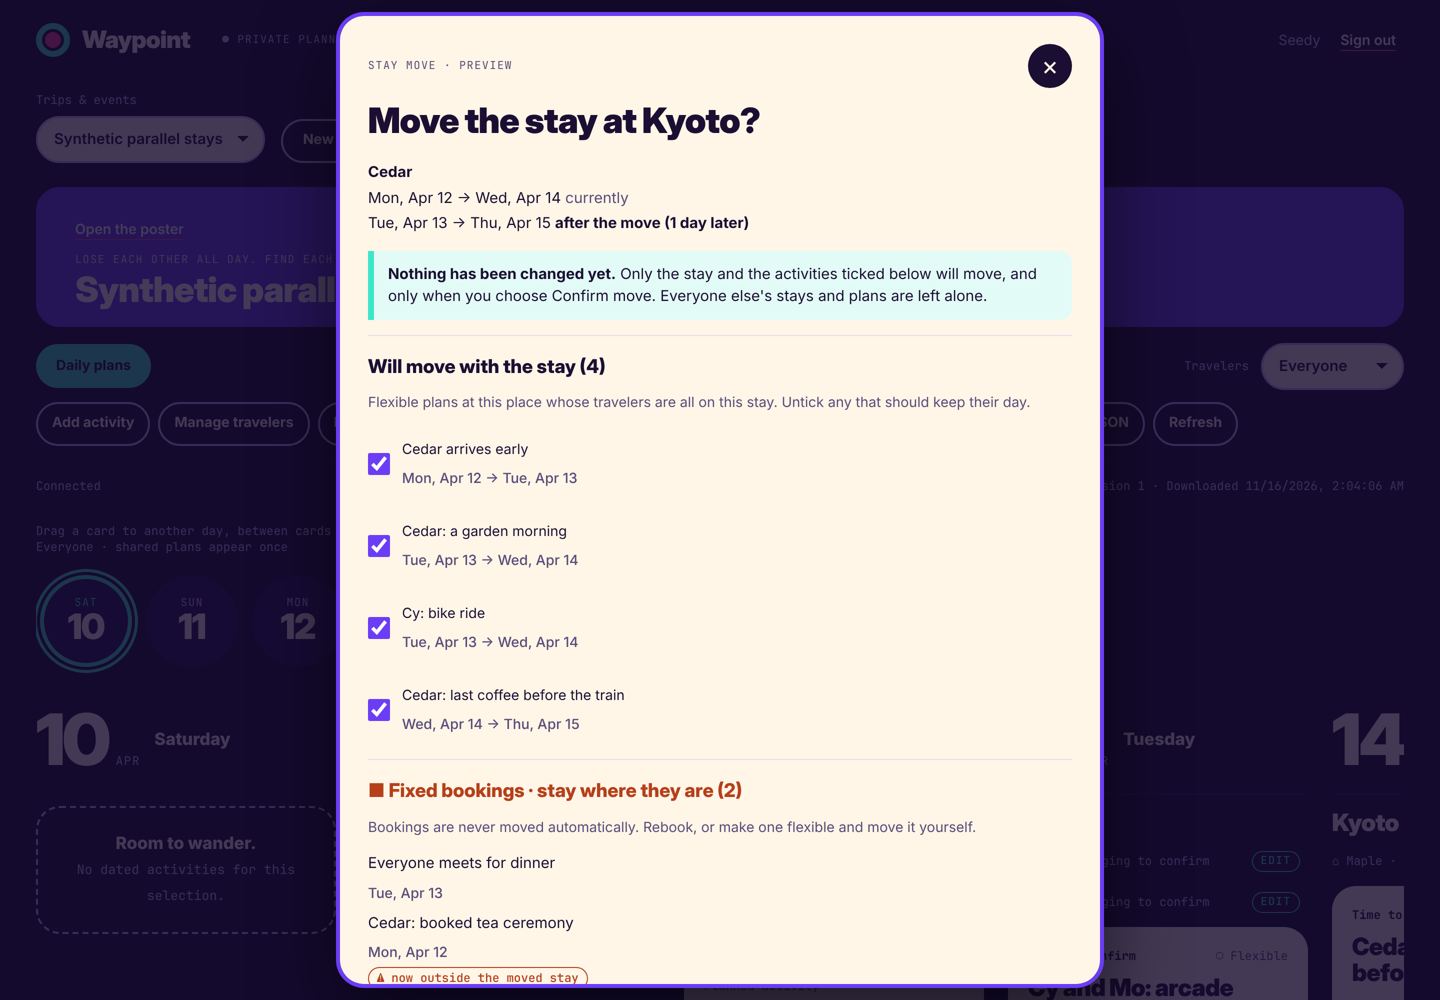 Waypoint
PRIVATE PLANN
Seedy
Sign out
Trips & events
Synthetic parallel stays
New
Open the poster
LOSE EACH OTHER ALL DAY. FIND EACH
Synthetic parall
Daily plans
Travelers
Everyone
Add activity
Manage travelers
SON
Refresh
Connected
sion 1 · Downloaded 11/16/2026, 2:04:06 AM
Drag a card to another day, between cards
Everyone · shared plans appear once
SAT
10
SUN
11
MON
12
10
APR
Saturday
Room to wander.
No dated activities for this
selection.
STAY MOVE · PREVIEW
×
Move the stay at Kyoto?
Cedar
Mon, Apr 12 → Wed, Apr 14 currently
Tue, Apr 13 → Thu, Apr 15 after the move (1 day later)
Nothing has been changed yet. Only the stay and the activities ticked below will move, and
only when you choose Confirm move. Everyone else's stays and plans are left alone.
Will move with the stay (4)
Flexible plans at this place whose travelers are all on this stay. Untick any that should keep their day.
Cedar arrives early
Mon, Apr 12 → Tue, Apr 13
Cedar: a garden morning
Tue, Apr 13 → Wed, Apr 14
Cy: bike ride
Tue, Apr 13 → Wed, Apr 14
Cedar: last coffee before the train
Wed, Apr 14 → Thu, Apr 15
Fixed bookings · stay where they are (2)
Bookings are never moved automatically. Rebook, or make one flexible and move it yourself.
Everyone meets for dinner
Tue, Apr 13
Cedar: booked tea ceremony
Mon, Apr 12
now outside the moved stay
Tuesday
ging to confirm
EDIT
ging to confirm
EDIT
nfirm
Flexible
Cy and Mo: arcade
14
Kyoto
Maple ·
Time to
Ceda
befo